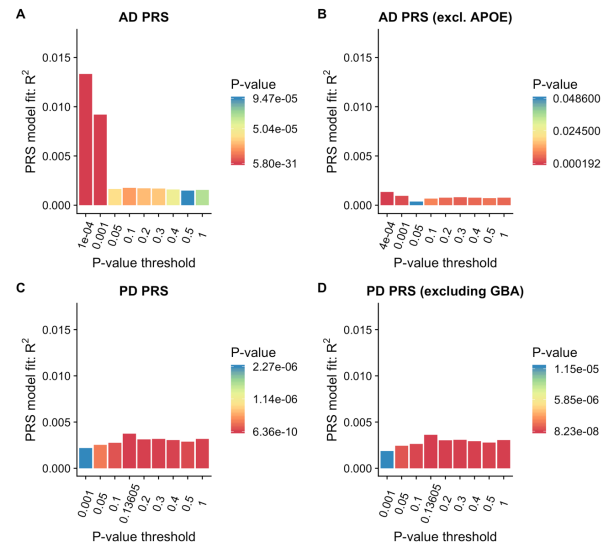 A
AD PRS
PRS model fit: R²
0.015
0.010
0.005
0.000
1e-04
0.001
0.05
0.1
0.2
0.3
0.4
0.5
1
P-value threshold
P-value
9.47e-05
5.04e-05
5.80e-31
B
AD PRS (excl. APOE)
PRS model fit: R²
0.015
0.010
0.005
0.000
4e-04
0.001
0.05
0.1
0.2
0.3
0.4
0.5
1
P-value threshold
P-value
0.048600
0.024500
0.000192
C
PD PRS
PRS model fit: R²
0.015
0.010
0.005
0.000
0.001
0.05
0.1
0.13605
0.2
0.3
0.4
0.5
1
P-value threshold
P-value
2.27e-06
1.14e-06
6.36e-10
D
PD PRS (excluding GBA)
PRS model fit: R²
0.015
0.010
0.005
0.000
0.001
0.05
0.1
0.13605
0.2
0.3
0.4
0.5
1
P-value threshold
P-value
1.15e-05
5.85e-06
8.23e-08